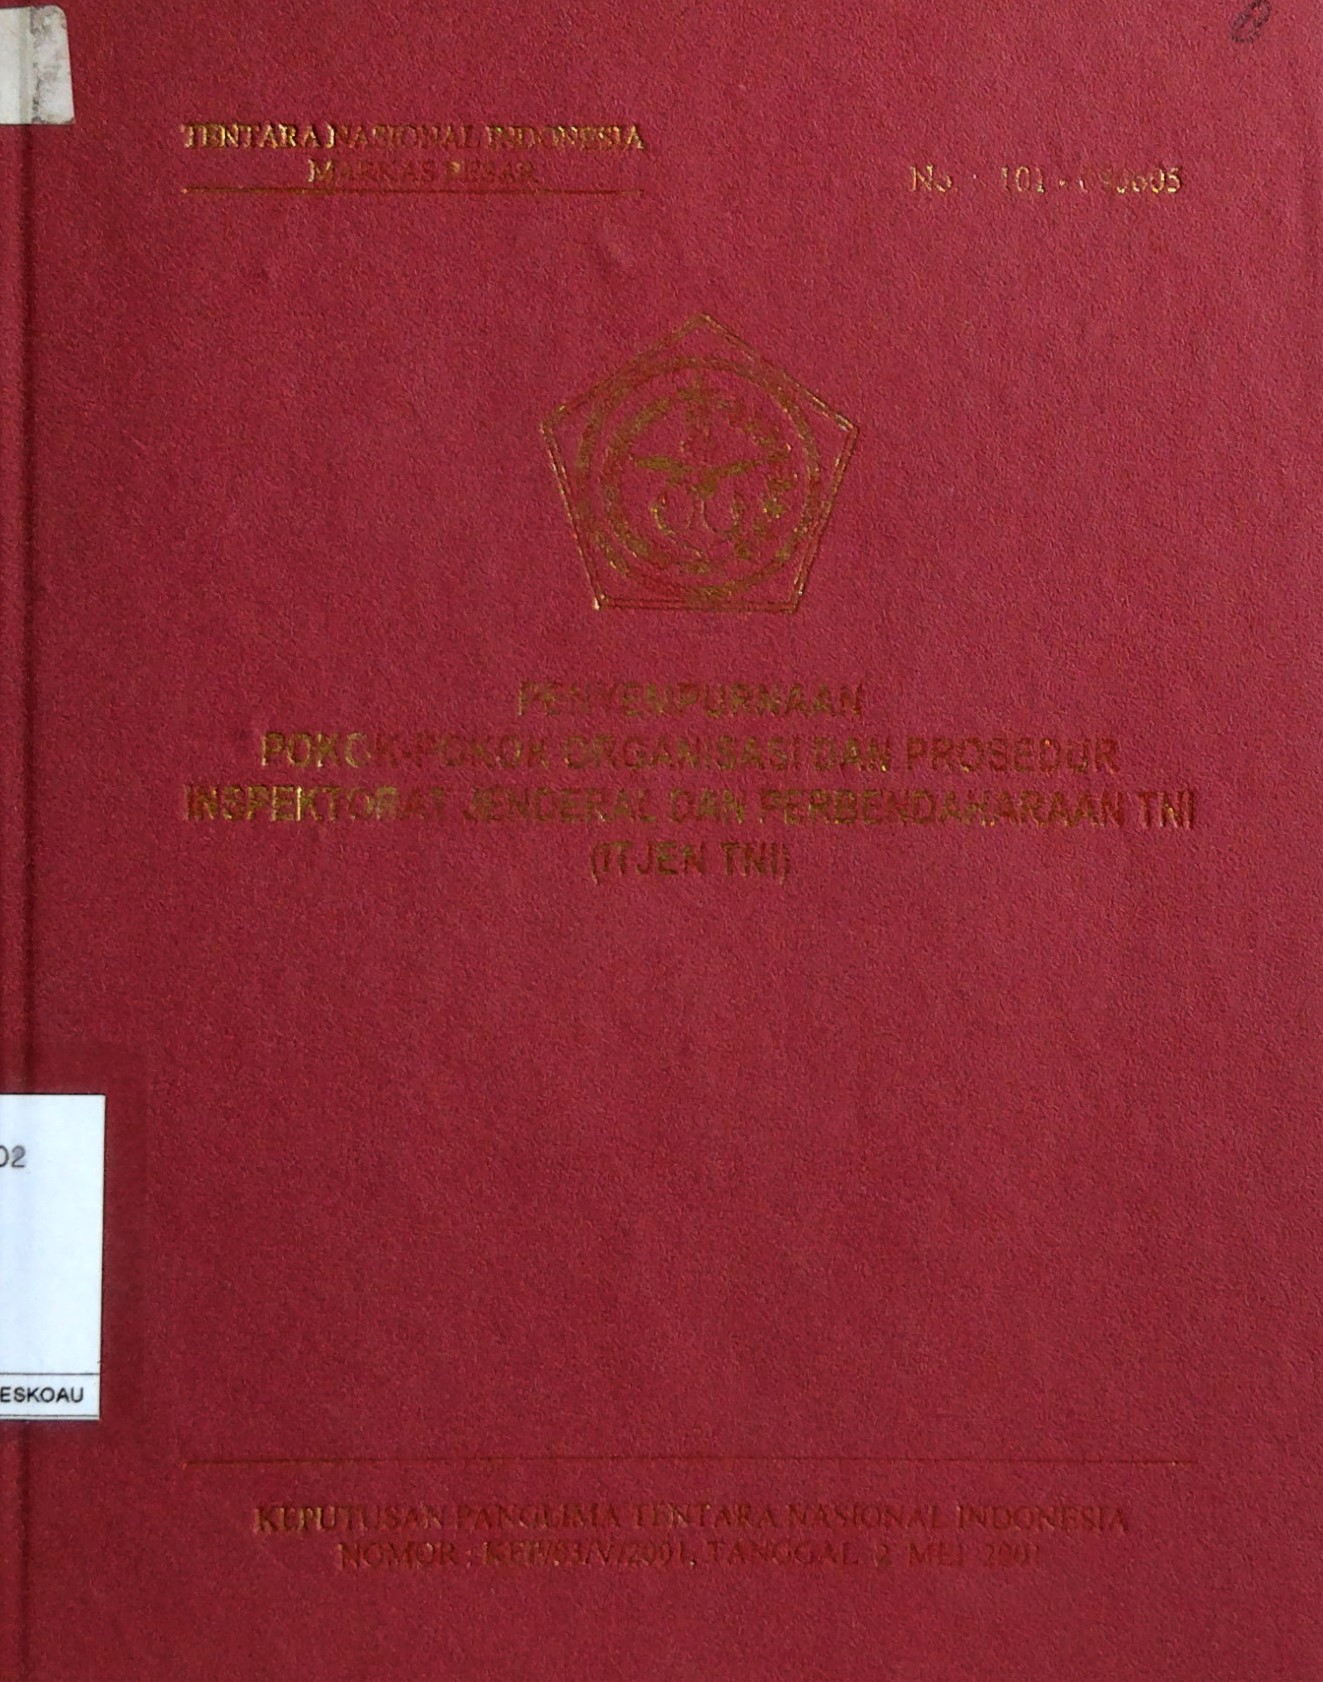 TENTARA NASIONAL INDONESIA
MARKAS BESAR
No. : 101 -
PENYEMPURNAAN
POKOK-POKOK ORGANISASI DAN PROSEDUR
INSPEKTORAT JENDERAL DAN PERBENDAHARAAN TNI
(ITJEN TNI)
02
ESKOAU
KEPUTUSAN PANGLIMA TENTARA NASIONAL INDONESIA
NOMOR : KEP/03/V/2001, TANGGAL 2 MEI 2001